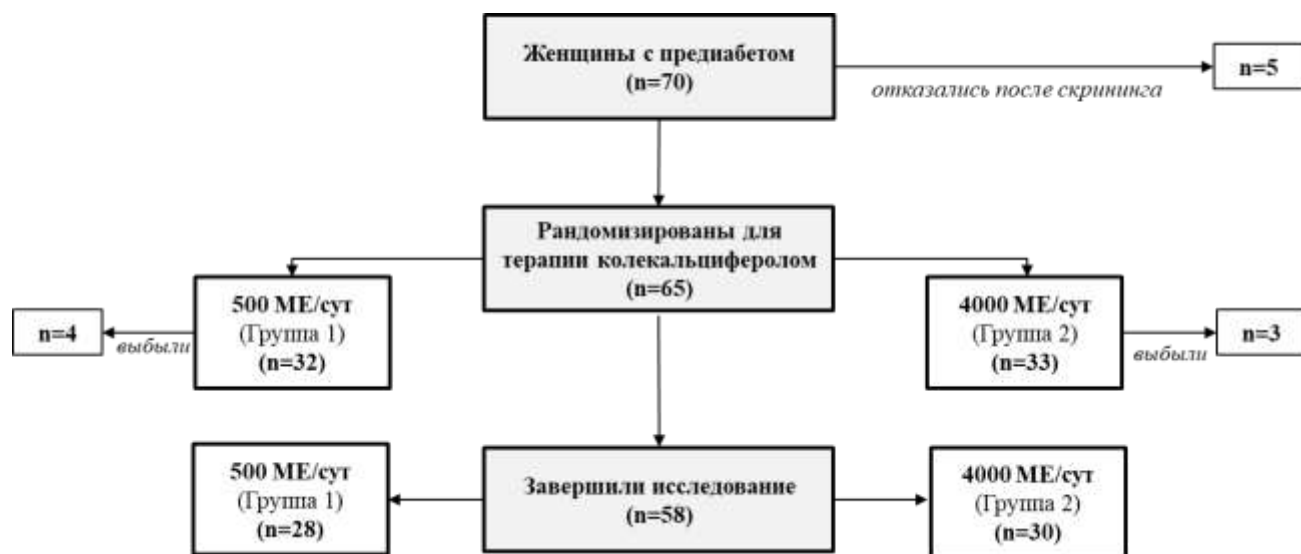 Женщины с предиабетом
(n=70)
n=5
отказались после скрининга
Рандомизированы для
терапии колекальциферолом
(n=65)
500 МЕ/сут
(Группа 1)
(n=32)
n=4
выбыли
4000 МЕ/сут
(Группа 2)
(n=33)
n=3
выбыли
500 МЕ/сут
(Группа 1)
(n=28)
Завершили исследование
(n=58)
4000 МЕ/сут
(Группа 2)
(n=30)